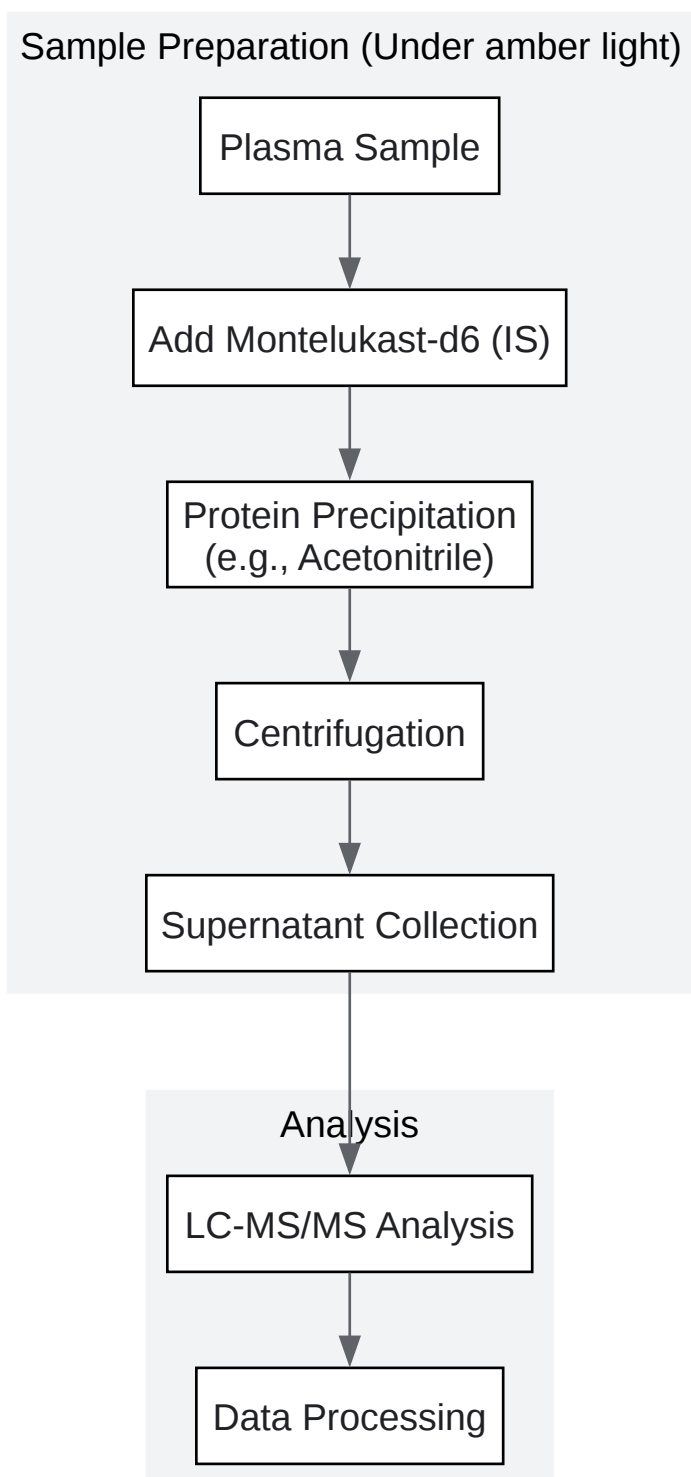 Sample Preparation (Under amber light)
Plasma Sample
Add Montelukast-d6 (IS)
Protein Precipitation
(e.g., Acetonitrile)
Centrifugation
Supernatant Collection
Analysis
LC-MS/MS Analysis
Data Processing